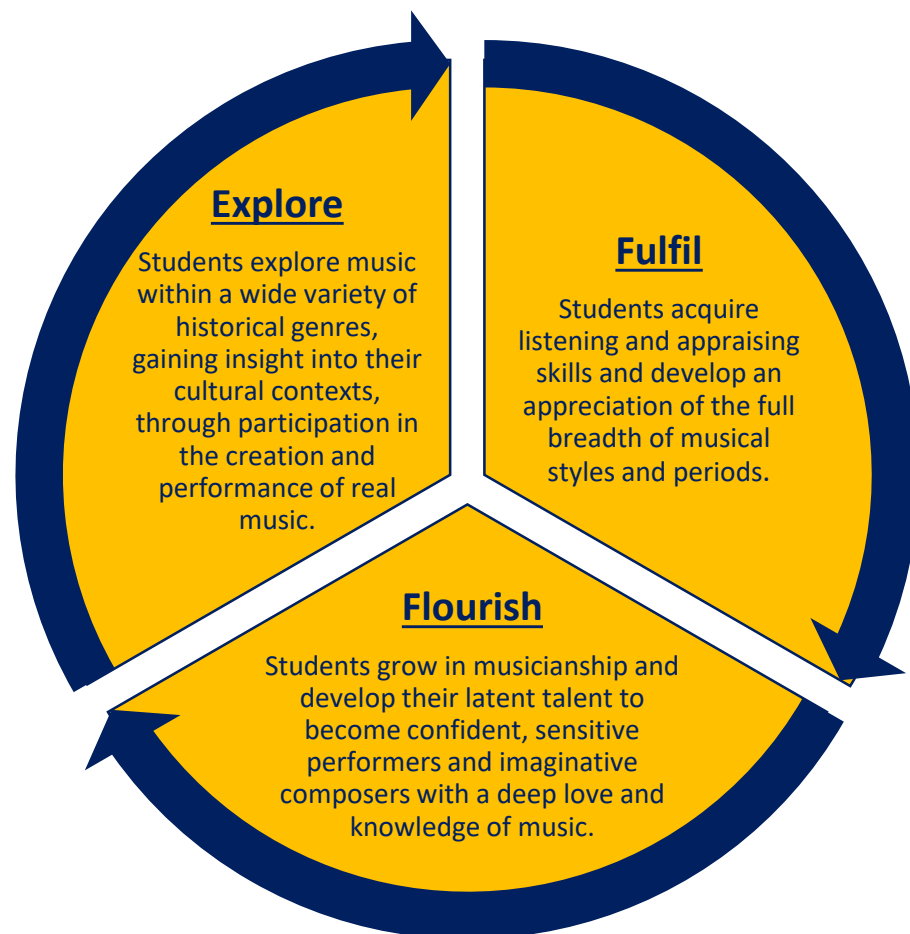 Explore
Students explore music
within a wide variety of
historical genres,
gaining insight into their
cultural contexts,
through participation in
the creation and
performance of real
music.
Fulfil
Students acquire
listening and appraising
skills and develop an
appreciation of the full
breadth of musical
styles and periods.
Flourish
Students grow in musicianship and
develop their latent talent to
become confident, sensitive
performers and imaginative
composers with a deep love and
knowledge of music.